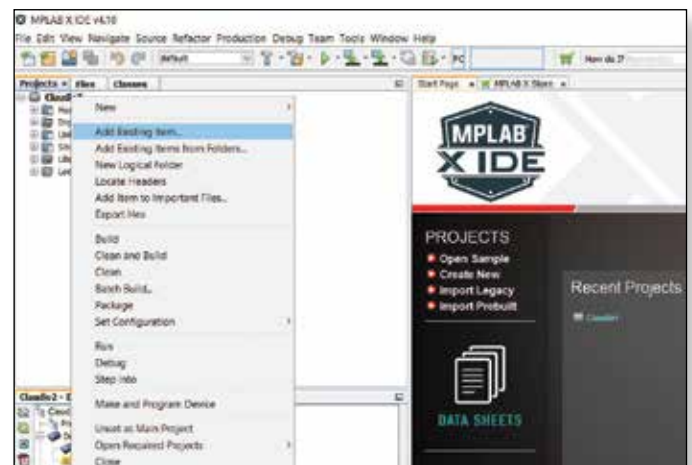 MPLAB X IDE v4.10
File Edit View Navigate Source Refactor Production Debug Team Tools Window Help
default
PC
How do I?
Projects Files Classes
Start Page MPLAB X Store
New
Add Existing Item...
Add Existing Items from Folders...
New Logical Folder
Locate Headers
Add Item to Important Files...
Export Hex
Build
Clean and Build
Clean
Batch Build...
Package
Set Configuration
Run
Debug
Step Into
Make and Program Device
Unset as Main Project
Open Required Projects
Close
MPLAB
X IDE
PROJECTS
Open Sample
Create New
Import Legacy
Import Prebuilt
Recent Projects
DATA SHEETS